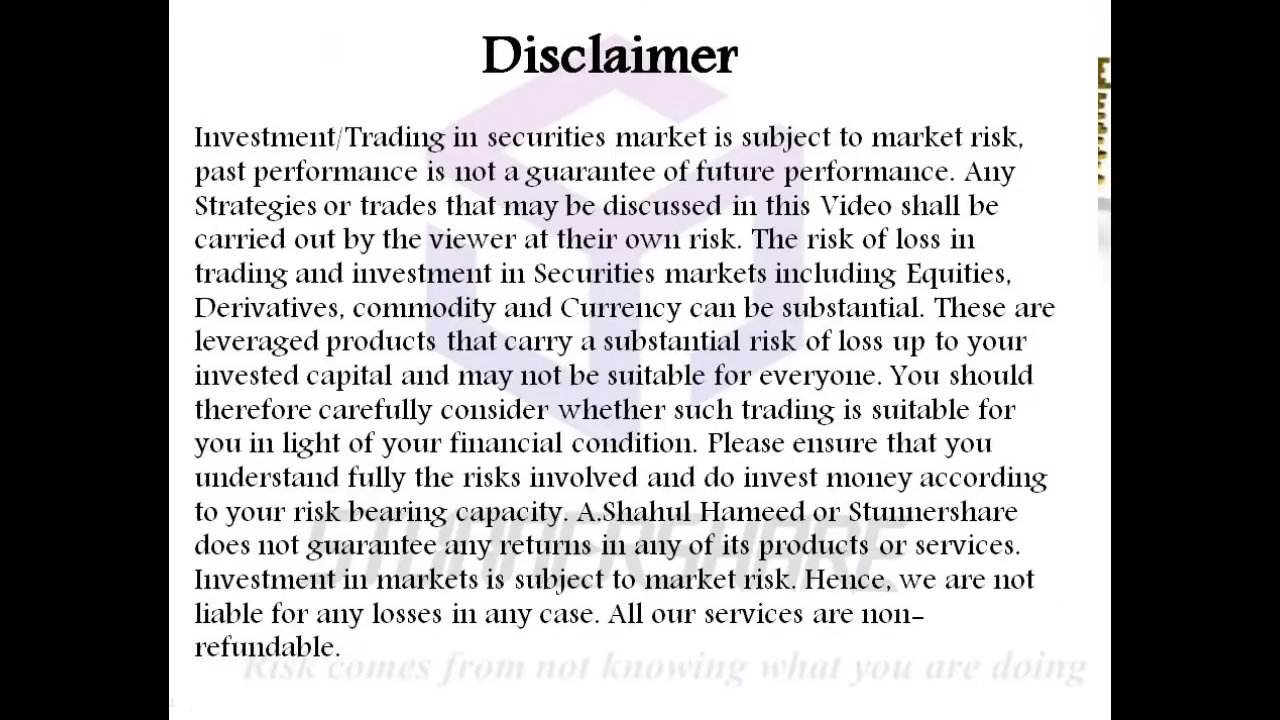 Disclaimer
Investment/Trading in securities market is subject to market risk,
past performance is not a guarantee of future performance. Any
Strategies or trades that may be discussed in this Video shall be
carried out by the viewer at their own risk. The risk of loss in
trading and investment in Securities markets including Equities,
Derivatives, commodity and Currency can be substantial. These are
leveraged products that carry a substantial risk of loss up to your
invested capital and may not be suitable for everyone. You should
therefore carefully consider whether such trading is suitable for
you in light of your financial condition. Please ensure that you
understand fully the risks involved and do invest money according
to your risk bearing capacity. A.Shahul Hameed or Stunnershare
does not guarantee any returns in any of its products or services.
Investment in markets is subject to market risk. Hence, we are not
liable for any losses in any case. All our services are non-
refundable.
STUNNERSHARE
Risk comes from not knowing what you are doing